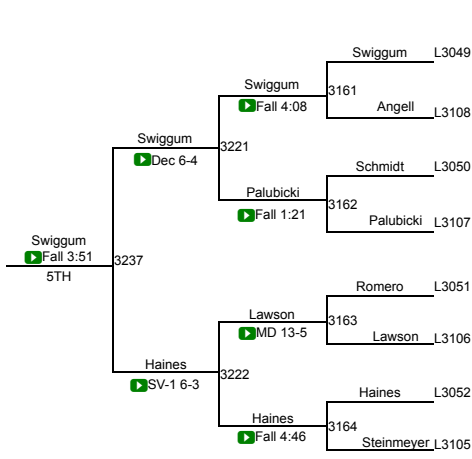 Swiggum L3049
Swiggum
3161
Fall 4:08
Angell L3108
Swiggum
3221
Dec 6-4
Schmidt L3050
Palubicki
3162
Fall 1:21
Palubicki L3107
Swiggum
Fall 3:51
3237
5TH
Romero L3051
Lawson
3163
MD 13-5
Lawson L3106
Haines
3222
SV-1 6-3
Haines L3052
Haines
3164
Fall 4:46
Steinmeyer L3105